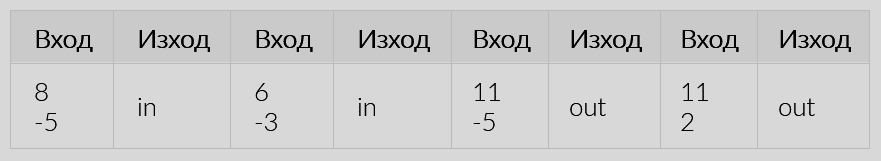 Вход Изход Вход Изход Вход Изход Вход Изход
8
-5
in
6
-3
in
11
-5
out
11
2
out